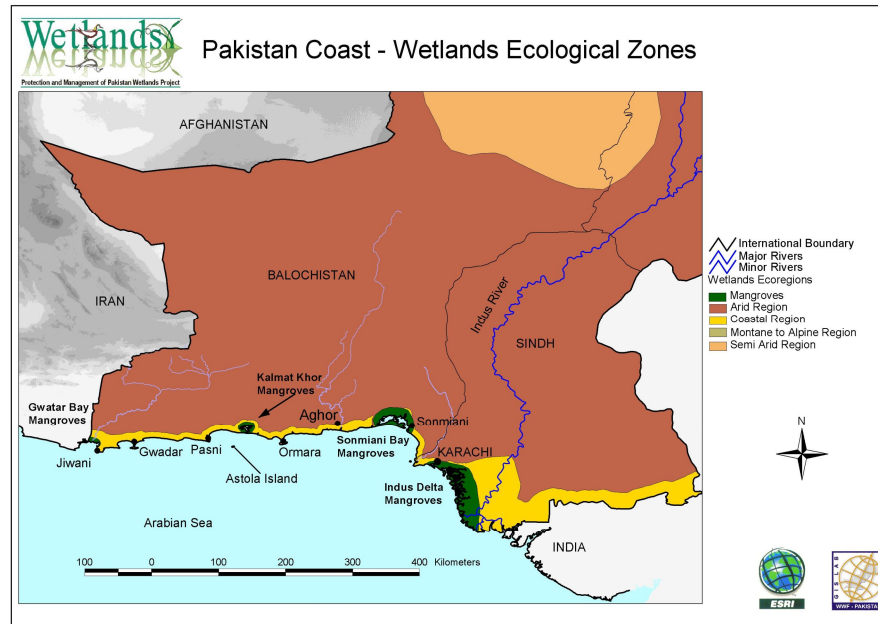 Wetlands
Protection and Management of Pakistan Wetlands Project
Pakistan Coast - Wetlands Ecological Zones
AFGHANISTAN
BALOCHISTAN
IRAN
Indus River
SINDH
Kalmat Khor
Mangroves
Gwatar Bay
Mangroves
Aghor
Sonmiani
Jiwani
Gwadar
Pasni
Ormara
Sonmiani Bay
Mangroves
KARACHI
Astola Island
Indus Delta
Mangroves
Arabian Sea
INDIA
100 0 100 200 300 400 Kilometers
International Boundary
Major Rivers
Minor Rivers
Wetlands Ecoregions
Mangroves
Arid Region
Coastal Region
Montane to Alpine Region
Semi Arid Region
N
ESRI
GIS LAB
WWF - PAKISTA